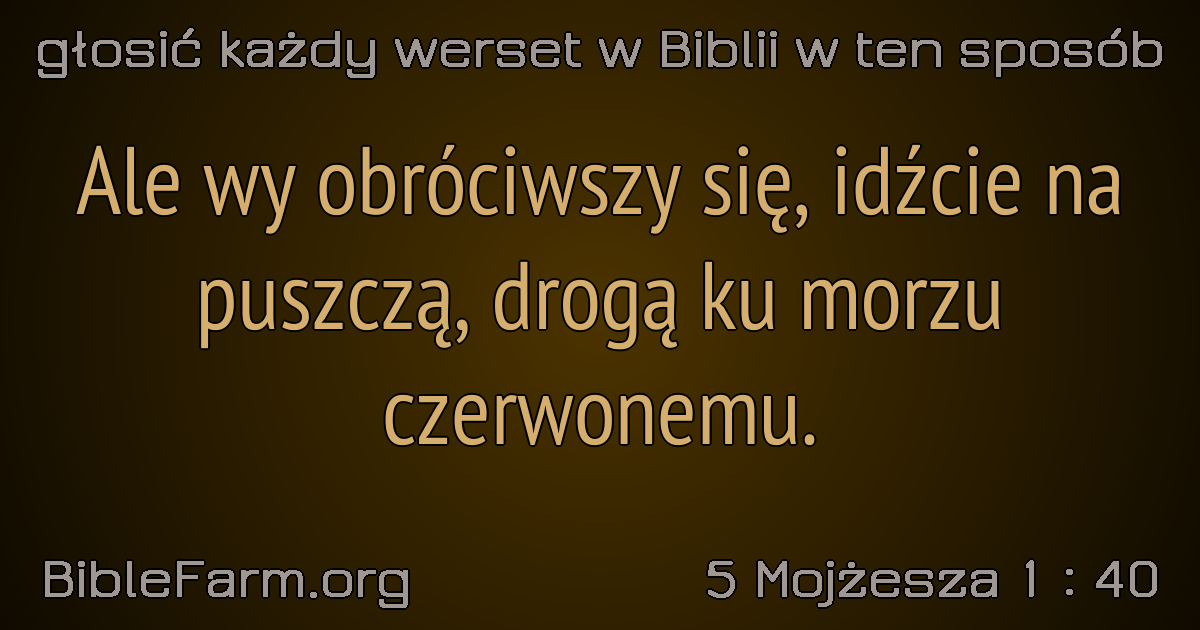 głosić każdy werset w Biblii w ten sposób
Ale wy obróciwszy się, idźcie na
puszczą, drogą ku morzu
czerwonemu.
BibleFarm.org
5 Mojżesza 1 : 40